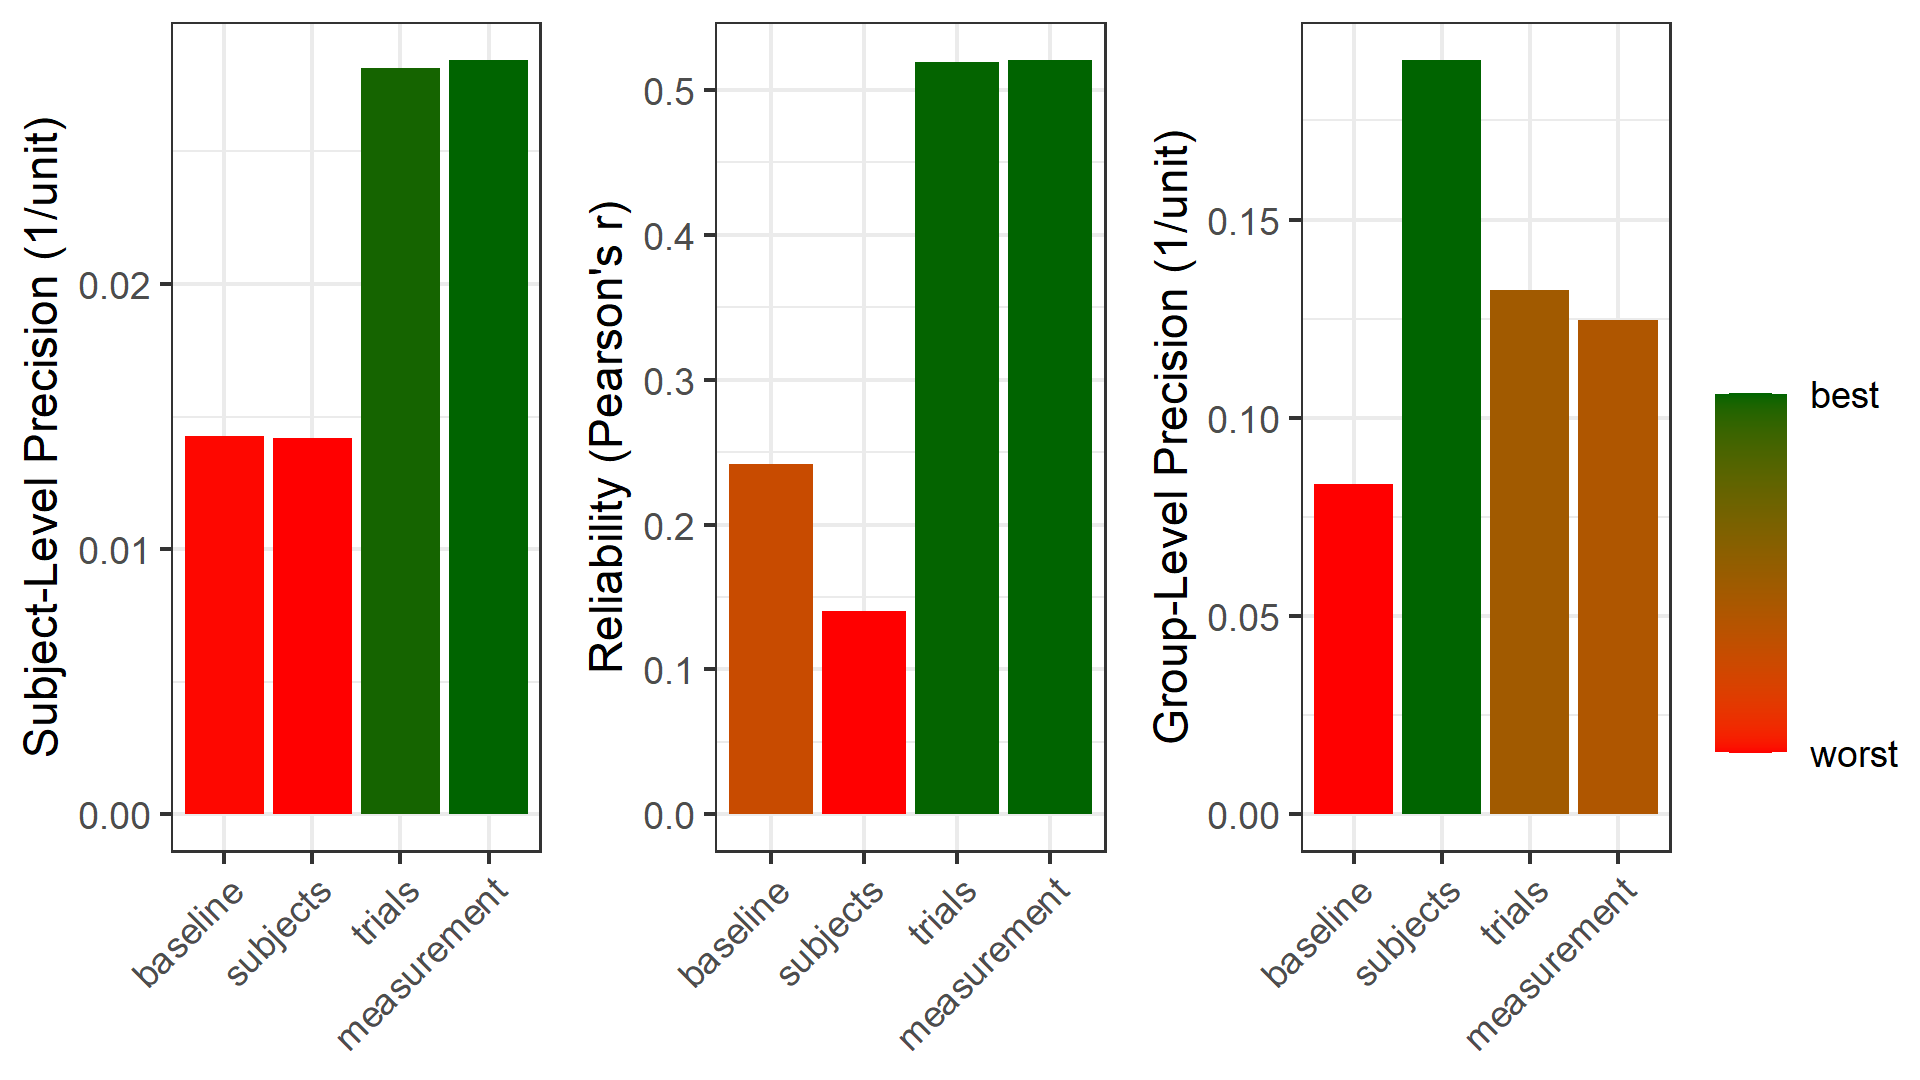 Subject-Level Precision (1/unit)
0.02
0.01
0.00
baseline
subjects
trials
measurement
Reliability (Pearson's r)
0.5
0.4
0.3
0.2
0.1
0.0
baseline
subjects
trials
measurement
Group-Level Precision (1/unit)
0.15
0.10
0.05
0.00
baseline
subjects
trials
measurement
best
worst